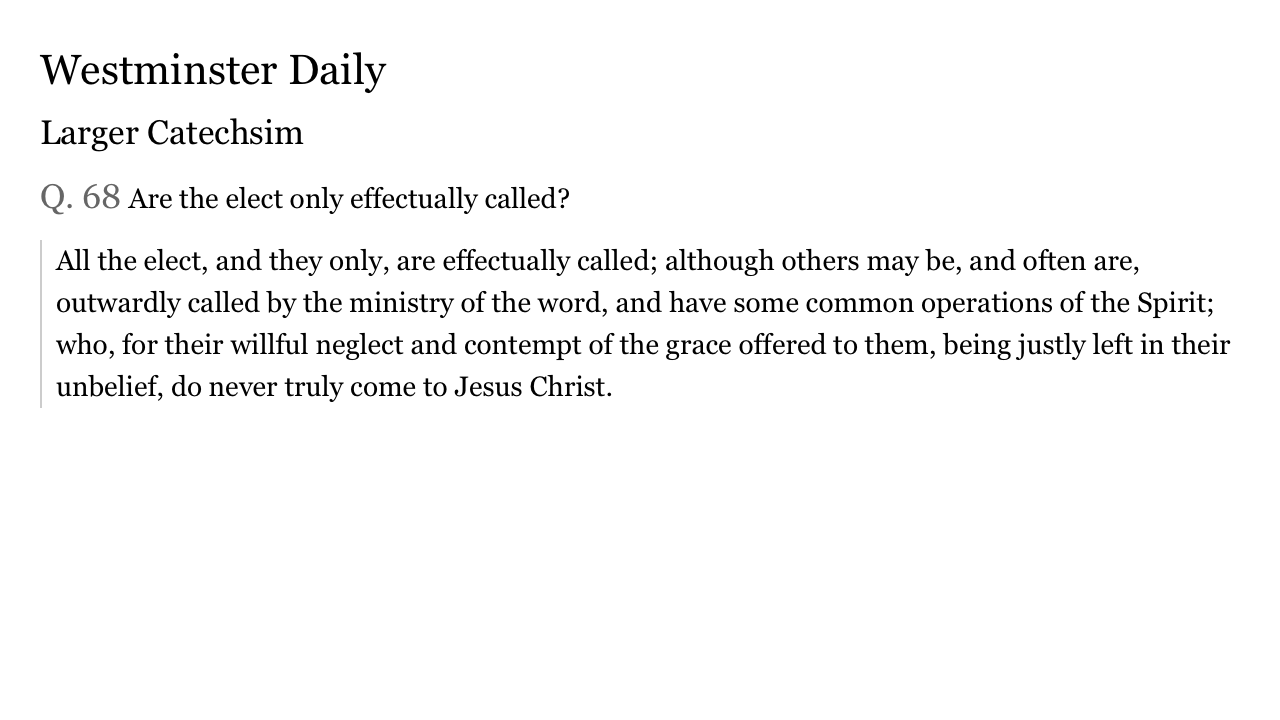 Westminster Daily
Larger Catechsim
Q. 68 Are the elect only effectually called?
All the elect, and they only, are effectually called; although others may be, and often are,
outwardly called by the ministry of the word, and have some common operations of the Spirit;
who, for their willful neglect and contempt of the grace offered to them, being justly left in their
unbelief, do never truly come to Jesus Christ.